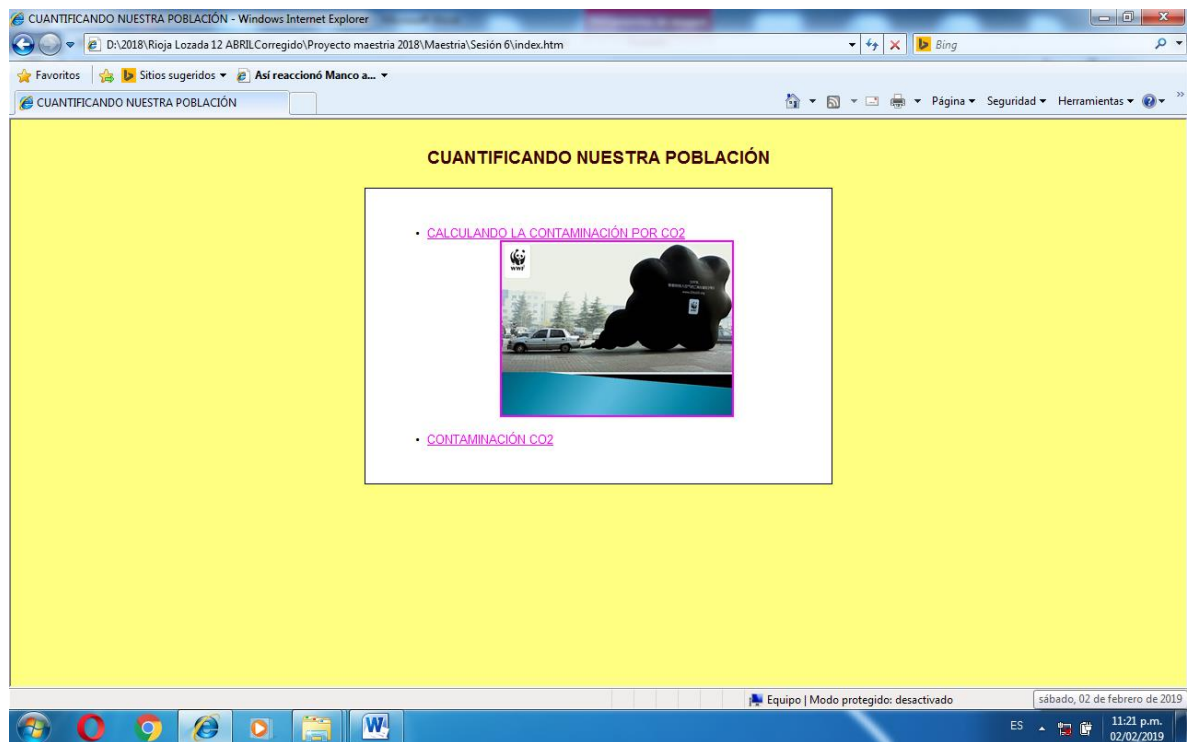 CUANTIFICANDO NUESTRA POBLACIÓN - Windows Internet Explorer
D:\2018\Rioja Lozada 12 ABRILCorregido\Proyecto maestria 2018\Maestria\Sesión 6\index.htm
Bing
Favoritos
Sitios sugeridos
Así reaccionó Manco a...
CUANTIFICANDO NUESTRA POBLACIÓN
Página
Seguridad
Herramientas
CUANTIFICANDO NUESTRA POBLACIÓN
• CALCULANDO LA CONTAMINACIÓN POR CO2
WWF
• CONTAMINACIÓN CO2
Equipo | Modo protegido: desactivado
sábado, 02 de febrero de 2019
ES
11:21 p.m.
02/02/2019